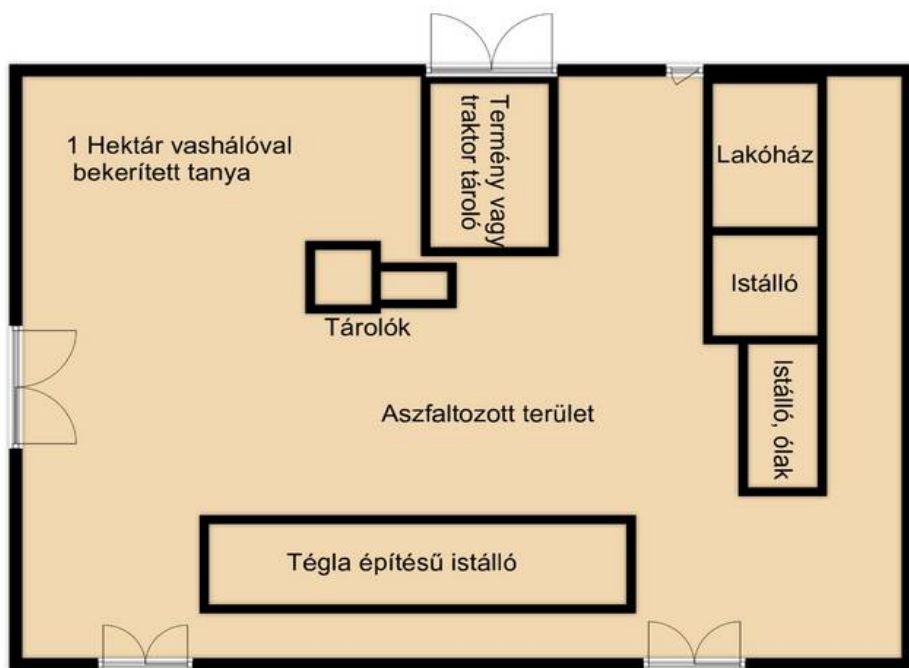 1 Hektár vashálóval
bekerített tanya
Termény vagy
traktor tároló
Lakóház
Istálló
Tárolók
Istálló, ólak
Aszfaltozott terület
Tégla építésű istálló